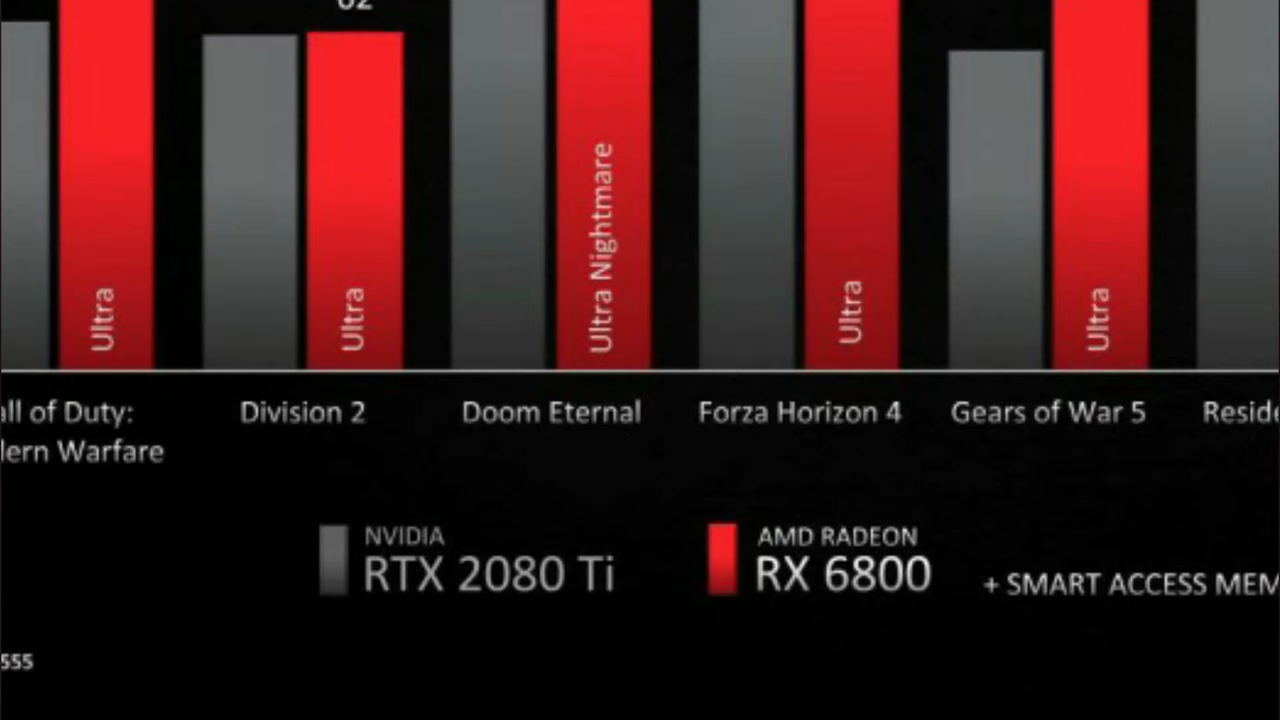 62
Ultra
Ultra
Ultra Nightmare
Ultra
Ultra
all of Duty:
dern Warfare
Division 2
Doom Eternal
Forza Horizon 4
Gears of War 5
Reside
NVIDIA
RTX 2080 Ti
AMD RADEON
RX 6800
+ SMART ACCESS MEM
555